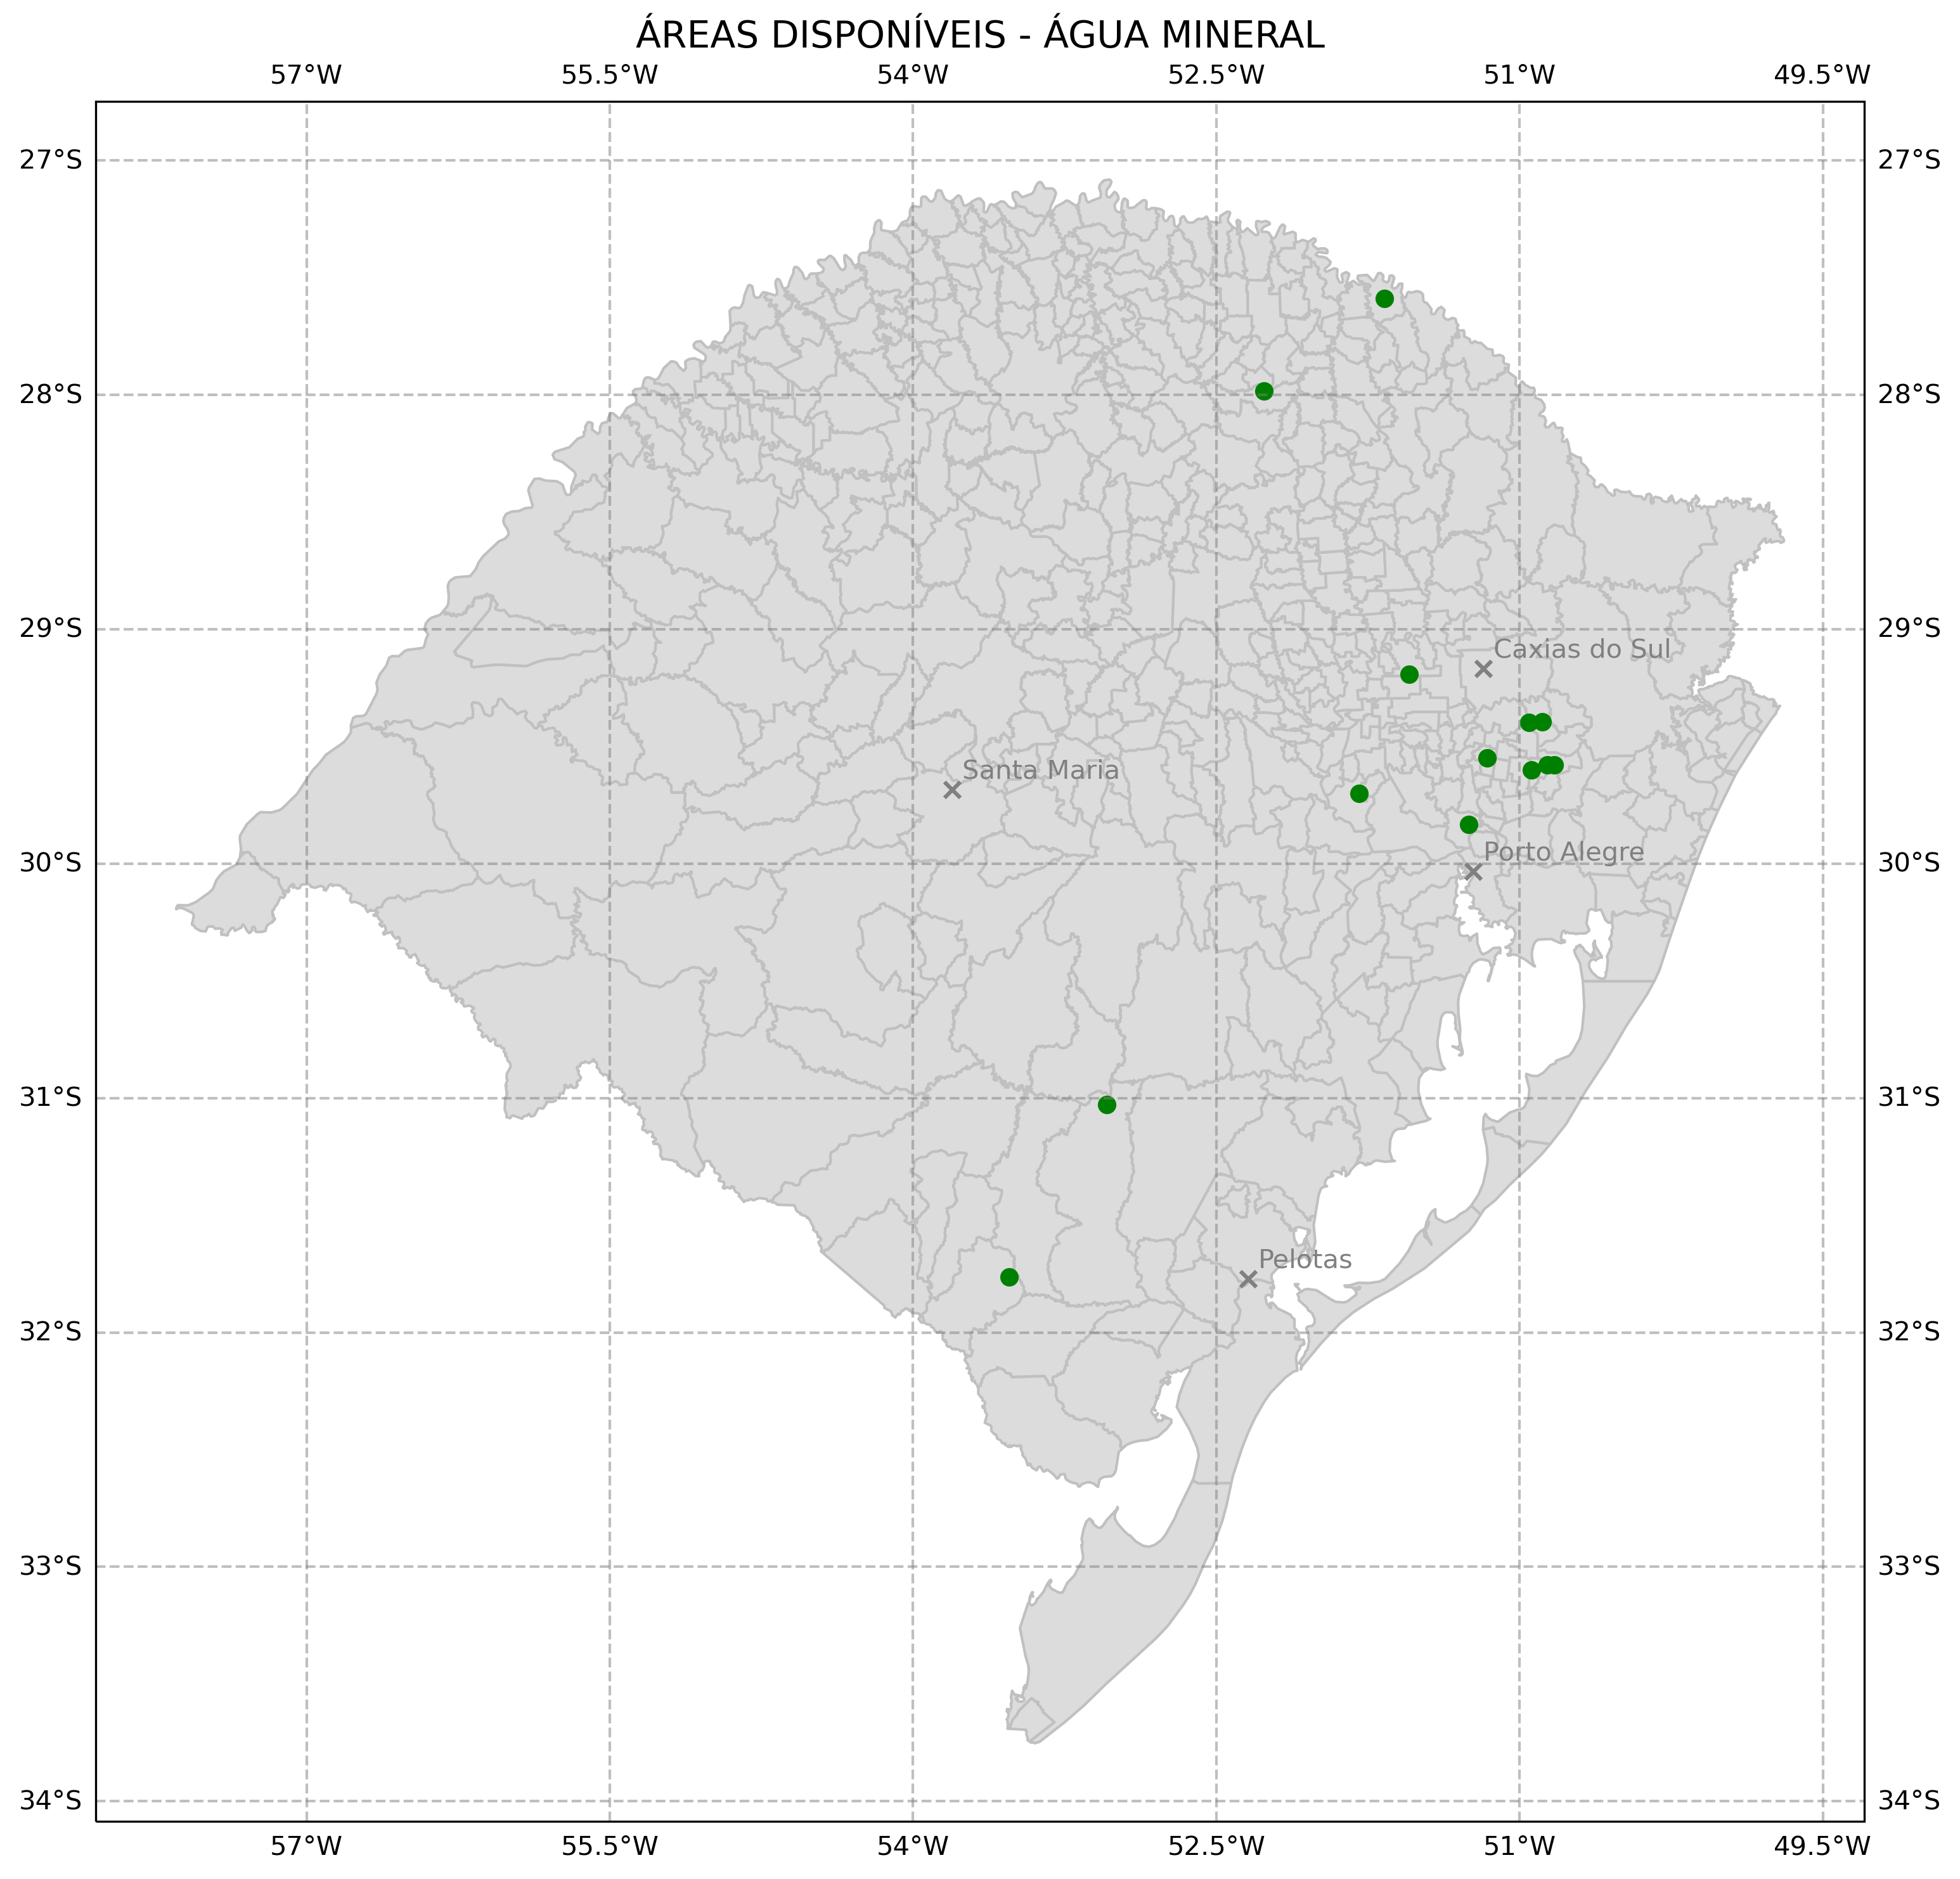 ÁREAS DISPONÍVEIS - ÁGUA MINERAL
57°W 55.5°W 54°W 52.5°W 51°W 49.5°W
27°S 27°S
28°S 28°S
29°S 29°S
Caxias do Sul
Santa Maria
Porto Alegre
30°S 30°S
31°S 31°S
Pelotas
32°S 32°S
33°S 33°S
34°S 34°S
57°W 55.5°W 54°W 52.5°W 51°W 49.5°W